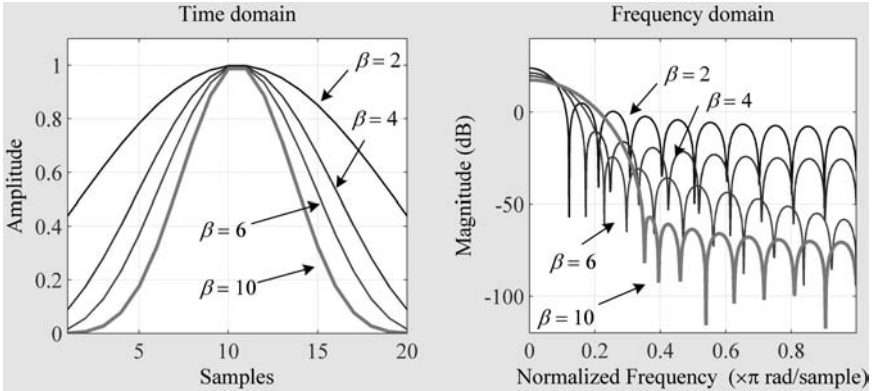 Time domain
1
0.8
0.6
0.4
0.2
0
Amplitude
β = 2
β = 4
β = 6
β = 10
5
10
15
20
Samples
Frequency domain
0
-50
-100
Magnitude (dB)
β = 2
β = 4
β = 6
β = 10
0
0.2
0.4
0.6
0.8
Normalized Frequency (×π rad/sample)